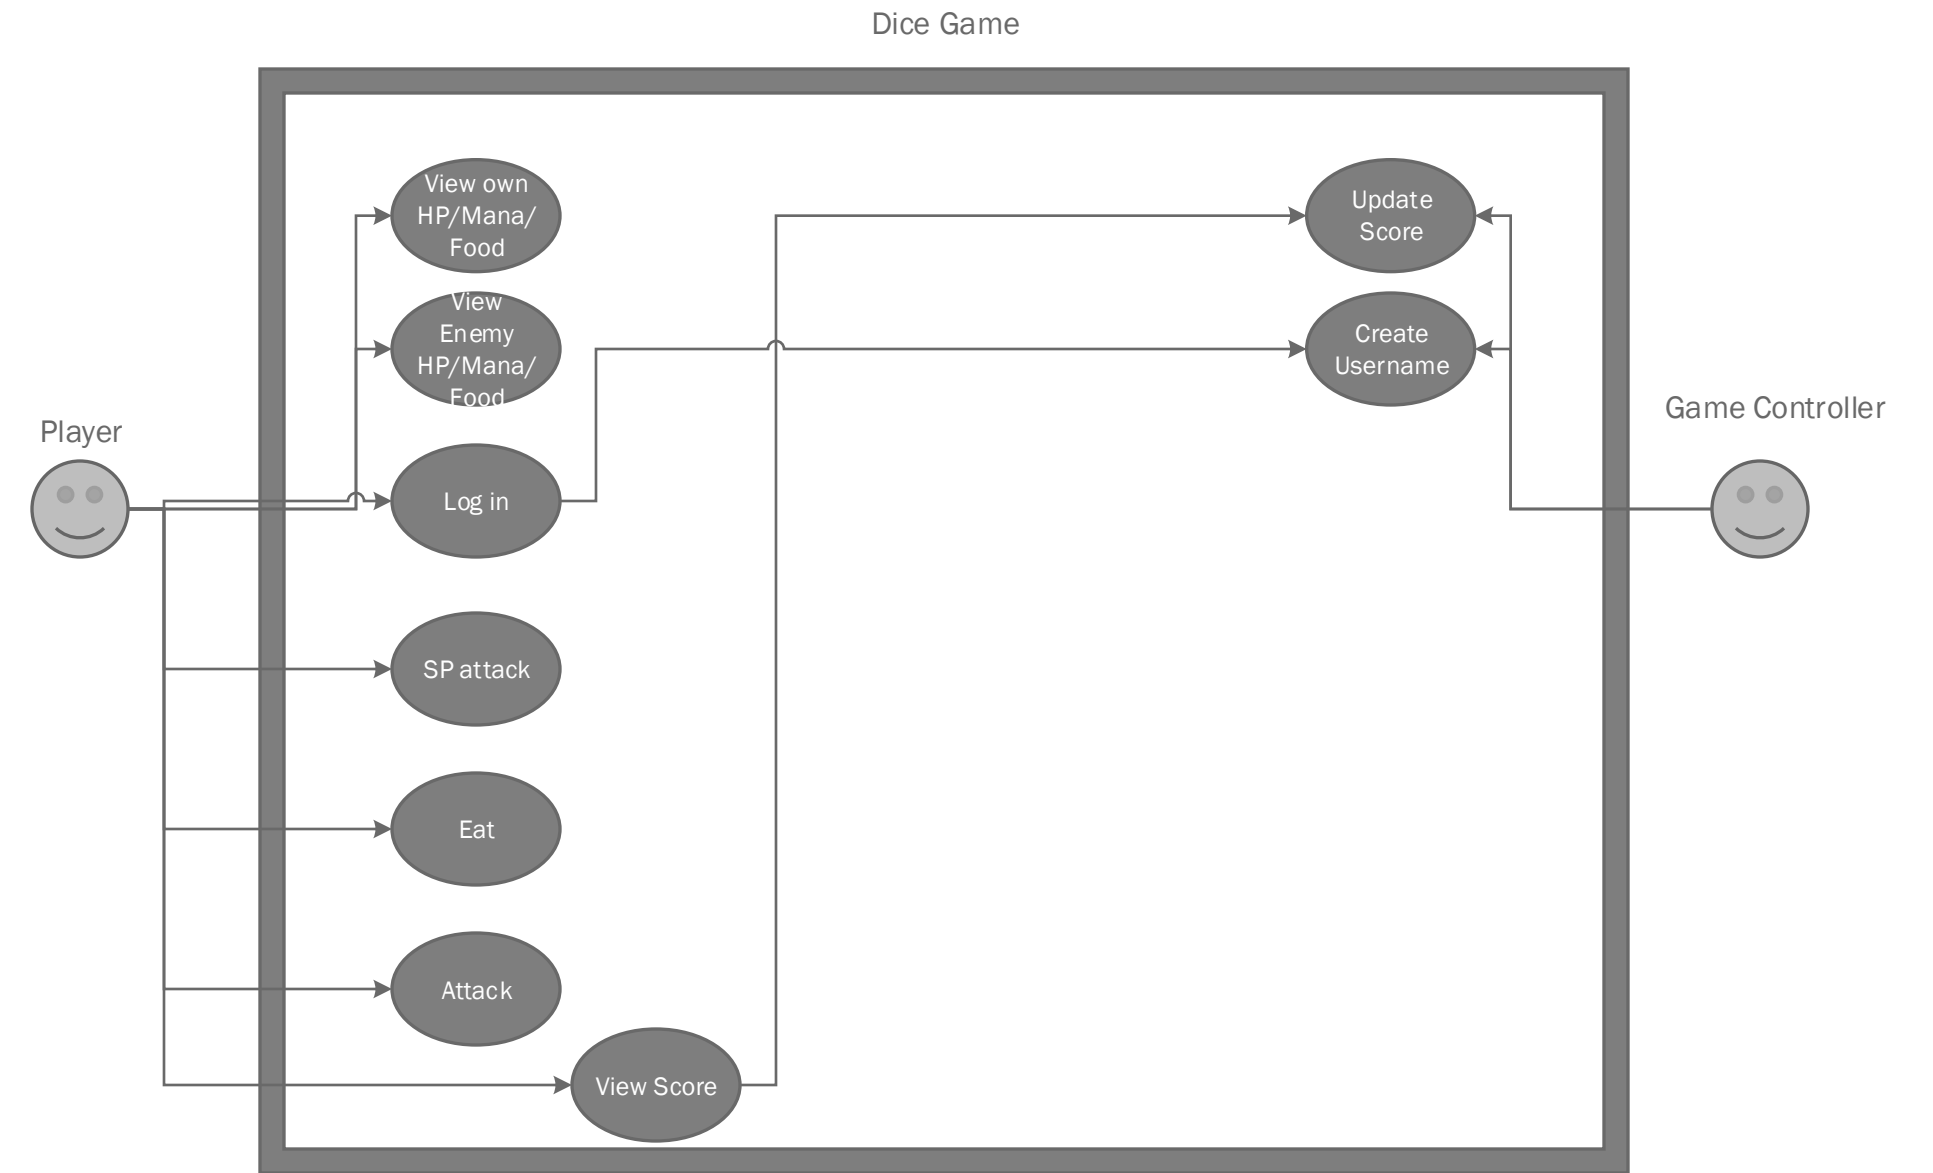 Dice Game
View own
HP/Mana/
Food
Update
Score
View
Enemy
HP/Mana/
Food
Create
Username
Player
Game Controller
Log in
SP attack
Eat
Attack
View Score